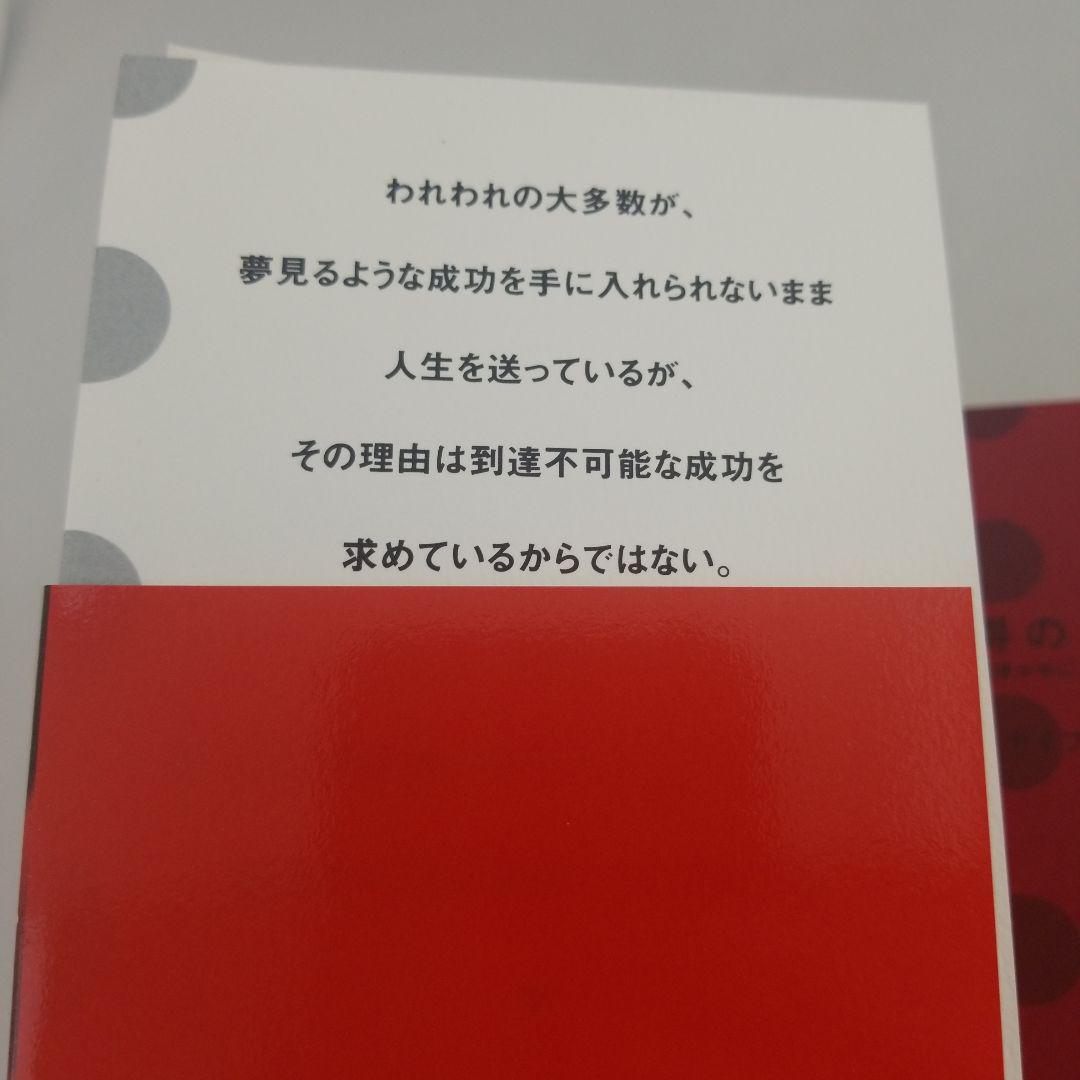 われわれの大多数が、
夢見るような成功を手に入れられないまま
人生を送っているが、
その理由は到達不可能な成功を
求めているからではない。
の